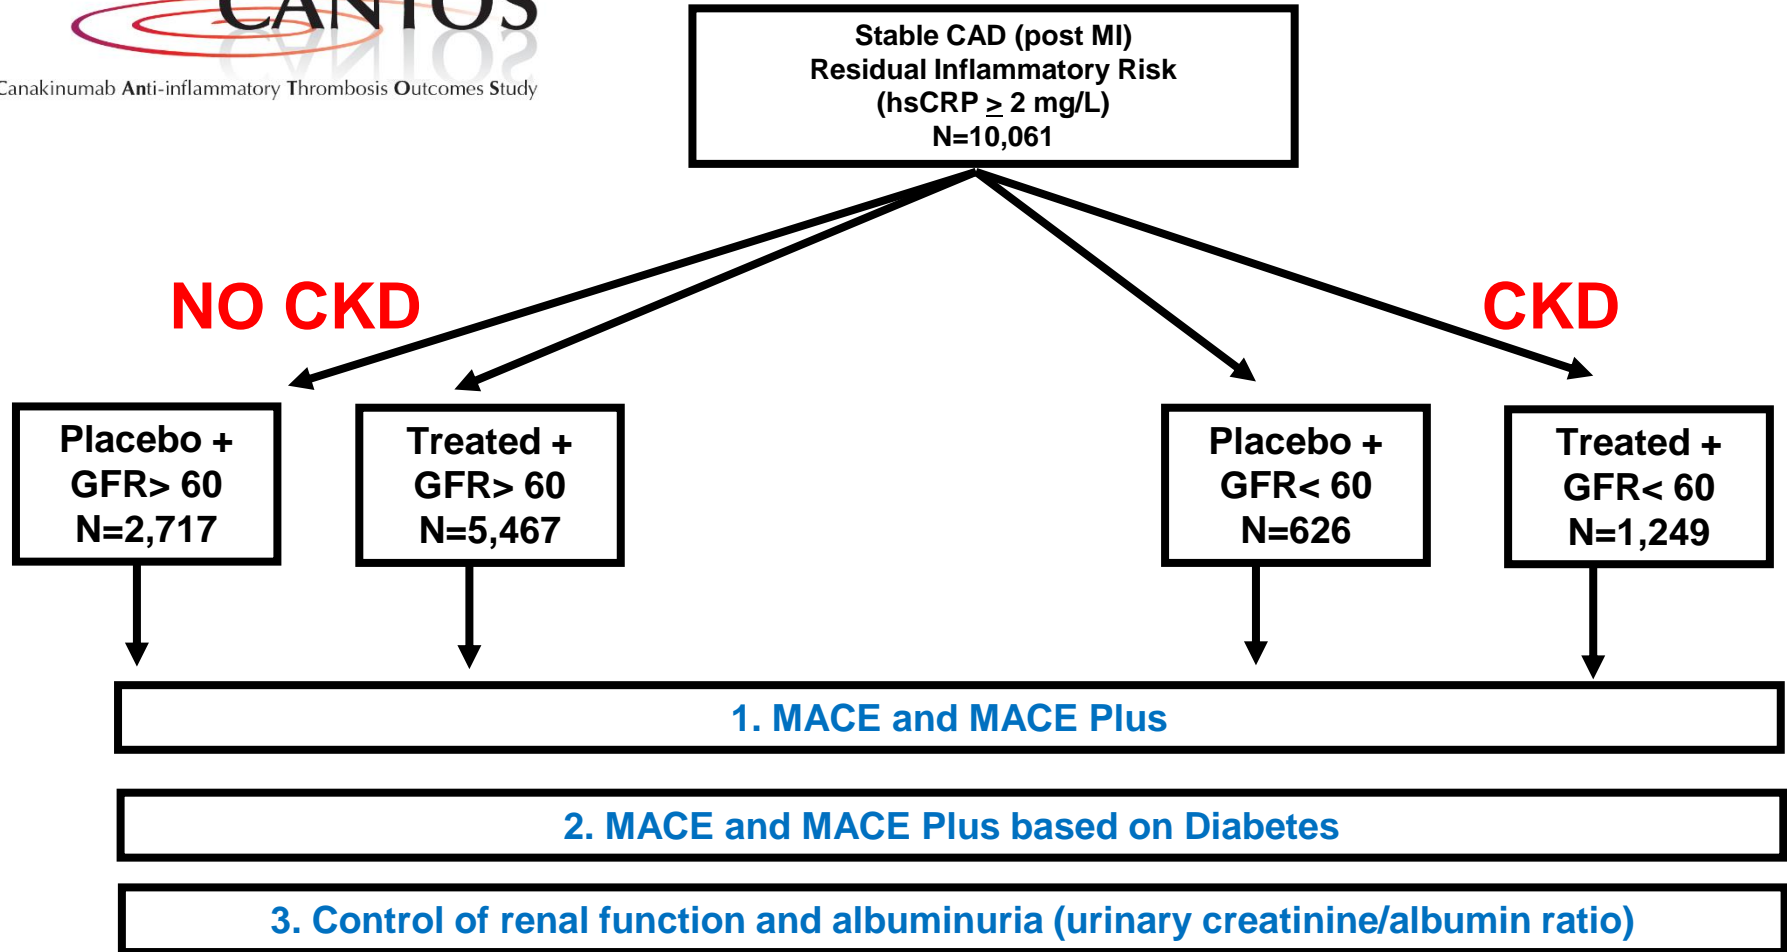 CANTOS
Canakinumab Anti-inflammatory Thrombosis Outcomes Study
Stable CAD (post MI)
Residual Inflammatory Risk
(hsCRP ≥ 2 mg/L)
N=10,061
NO CKD
CKD
Placebo +
GFR> 60
N=2,717
Treated +
GFR> 60
N=5,467
Placebo +
GFR< 60
N=626
Treated +
GFR< 60
N=1,249
1. MACE and MACE Plus
2. MACE and MACE Plus based on Diabetes
3. Control of renal function and albuminuria (urinary creatinine/albumin ratio)